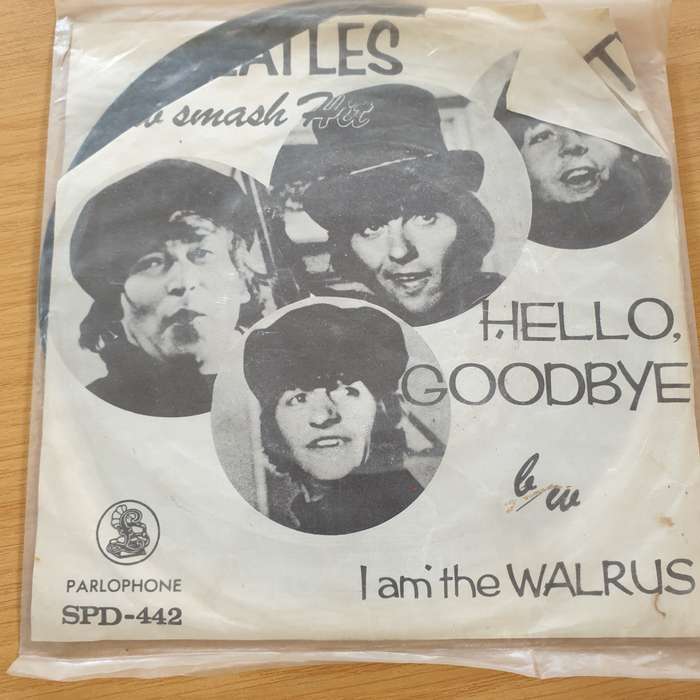 EATLES
smash Hit
T
HELLO,
GOODBYE
b/w
I am the WALRUS
PARLOPHONE
SPD-442